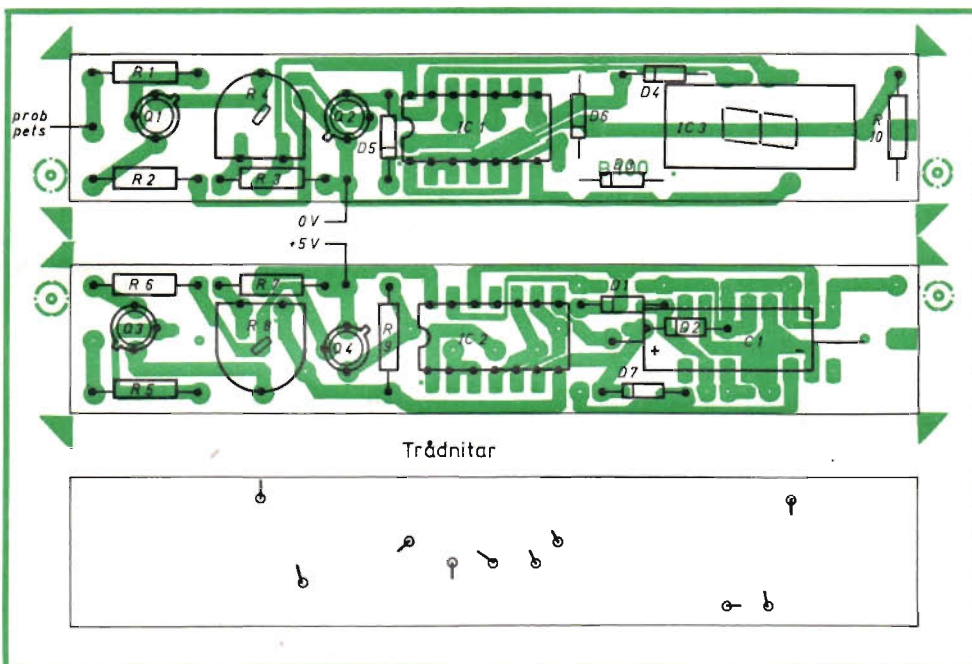 R1
R4
D4
prob
pets
Q1
Q2
D5
IC1
D6
IC3
R
10
R2
R3
D3
0V
+5V
R6
R7
D1
Q3
R8
Q4
R
9
IC2
D2
C1
+
-
R5
D7
Trådnitar